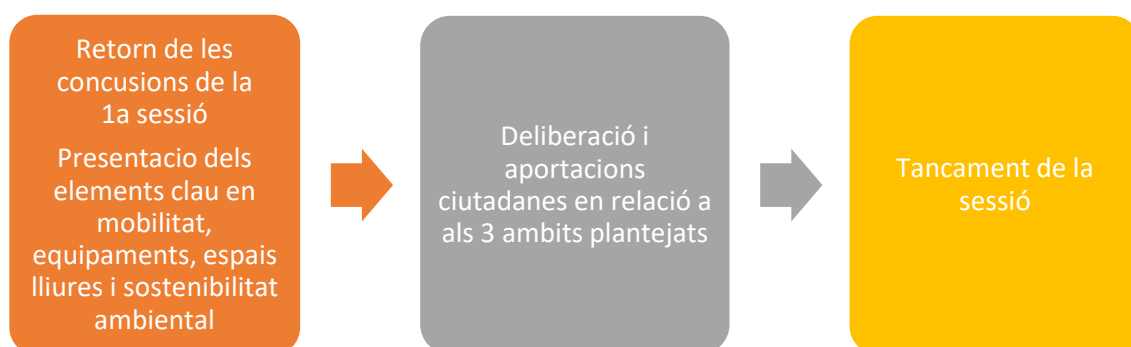 Retorn de les
concusions de la
1a sessió
Presentacio dels
elements clau en
mobilitat,
equipaments, espais
lliures i sostenibilitat
ambiental
Deliberació i
aportacions
ciutadanes en relació a
als 3 ambits plantejats
Tancament de la
sessió